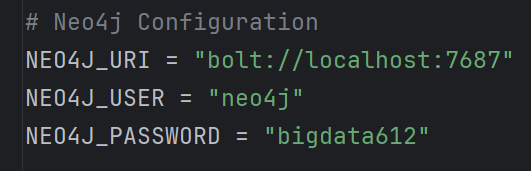 # Neo4j Configuration
NEO4J_URI = "bolt://localhost:7687"
NEO4J_USER = "neo4j"
NEO4J_PASSWORD = "bigdata612"